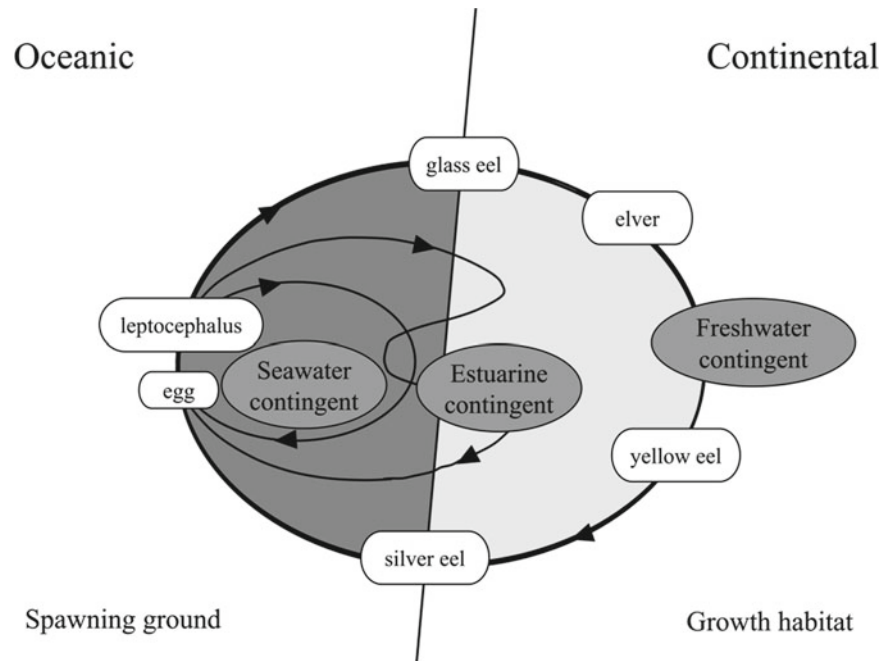 Oceanic
Continental
glass eel
elver
leptocephalus
Freshwater
contingent
egg
Seawater
contingent
Estuarine
contingent
yellow eel
silver eel
Spawning ground
Growth habitat